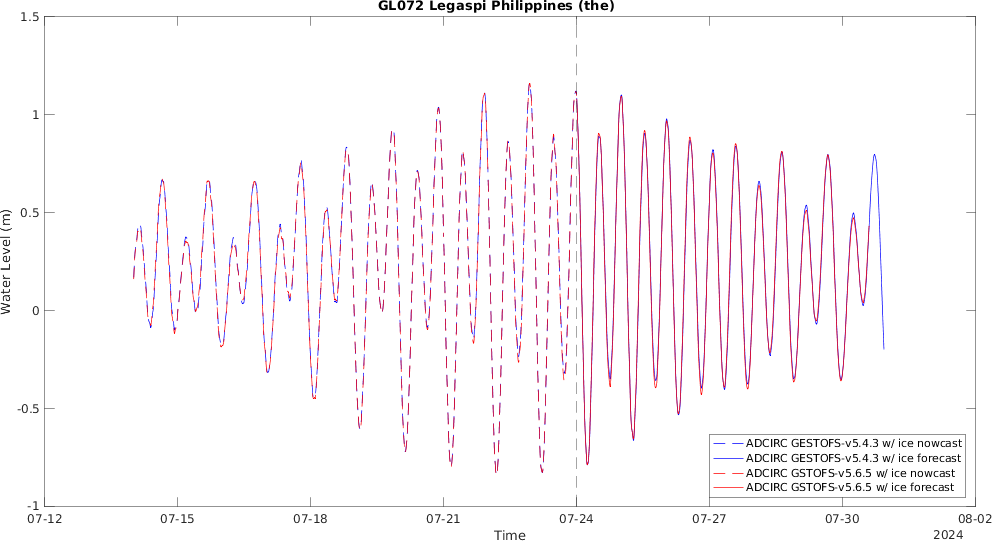 GL072 Legaspi Philippines (the)
1.5
1
0.5
0
-0.5
-1
Water Level (m)
07-12
07-15
07-18
07-21
07-24
07-27
07-30
08-02
Time
2024
ADCIRC GESTOFS-v5.4.3 w/ ice nowcast
ADCIRC GESTOFS-v5.4.3 w/ ice forecast
ADCIRC GSTOFS-v5.6.5 w/ ice nowcast
ADCIRC GSTOFS-v5.6.5 w/ ice forecast